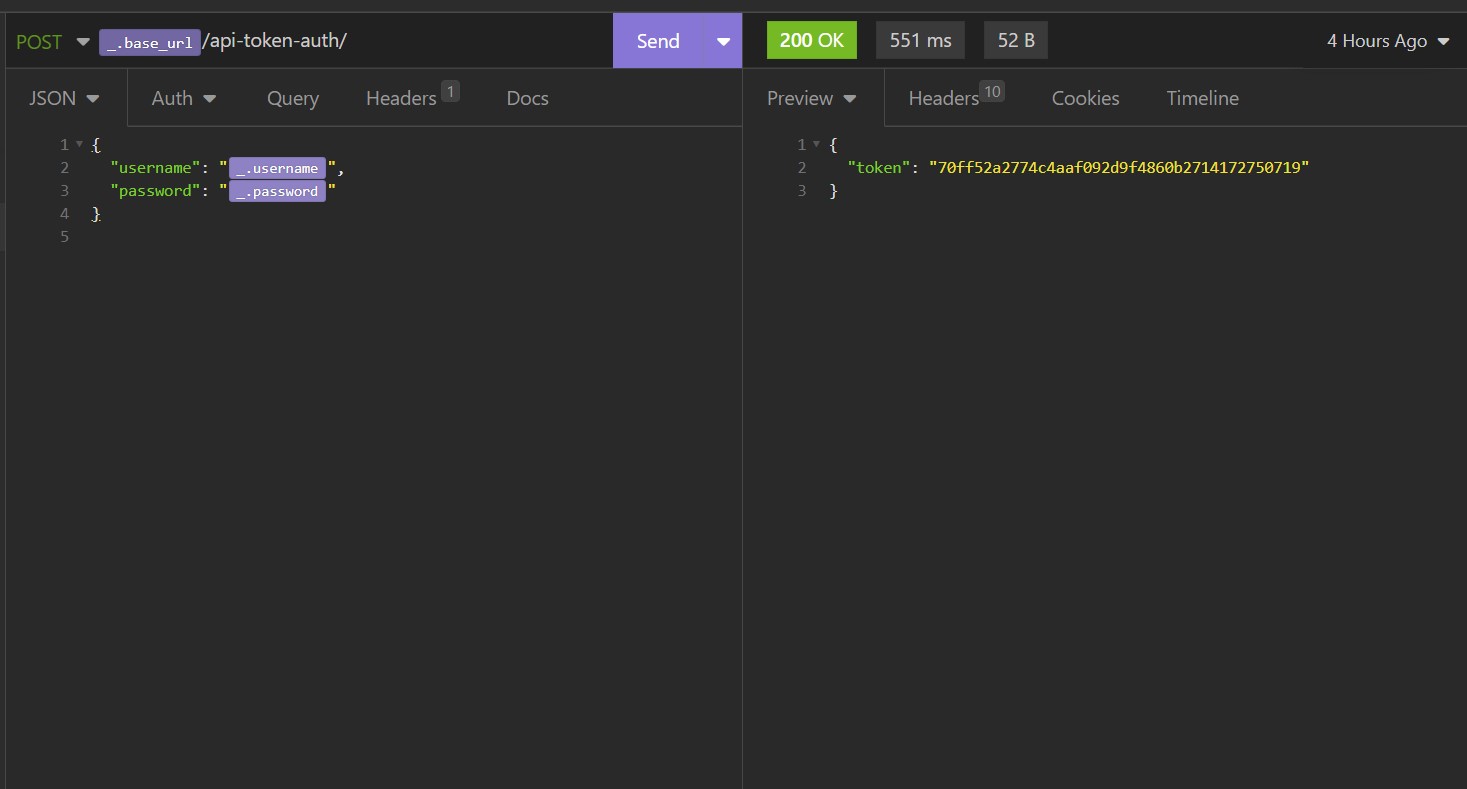 POST _.base_url/api-token-auth/ Send 200 OK 551 ms 52 B 4 Hours Ago
JSON Auth Query Headers 1 Docs Preview Headers 10 Cookies Timeline
1 {
2 "username": "_.username",
3 "password": "_.password"
4 }
5
1 {
2 "token": "70ff52a2774c4aaf092d9f4860b2714172750719"
3 }